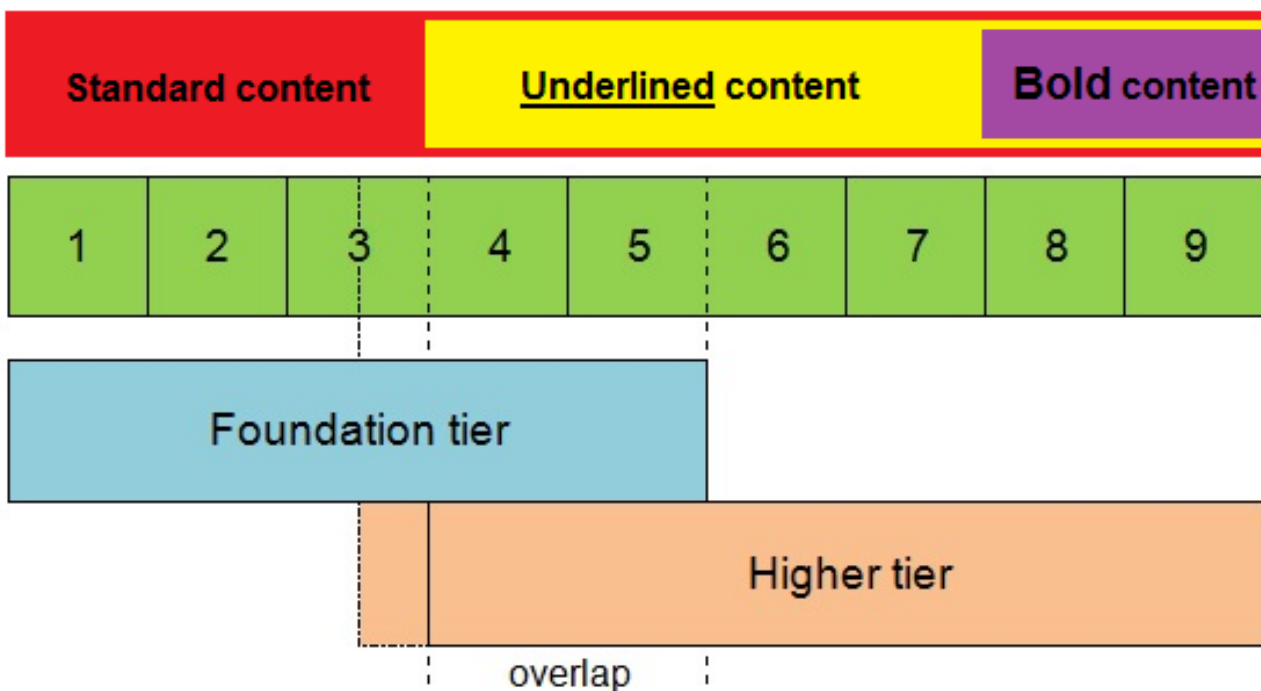 Standard content Underlined content Bold content
1 2 3 4 5 6 7 8 9
Foundation tier
Higher tier
overlap